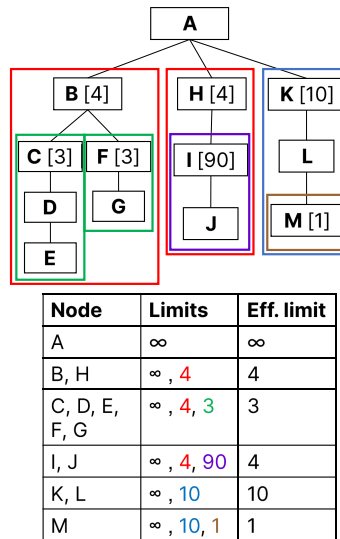 A
B [4] H [4] K [10]
C [3] F [3] I [90] L
D G J M [1]
E
Node Limits Eff. limit
A ∞ ∞
B, H ∞ , 4 4
C, D, E, ∞ , 4, 3 3
F, G
I, J ∞ , 4, 90 4
K, L ∞ , 10 10
M ∞ , 10, 1 1